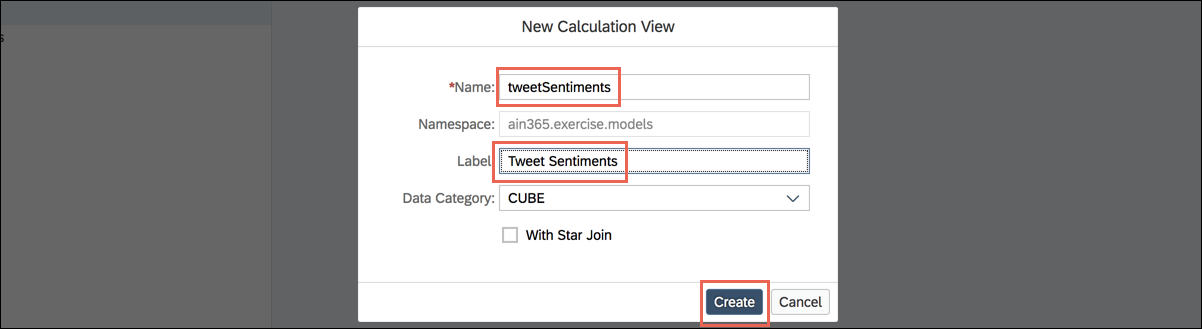 s
New Calculation View
*Name: tweetSentiments
Namespace: ain365.exercise.models
Label: Tweet Sentiments
Data Category: CUBE
With Star Join
Create Cancel